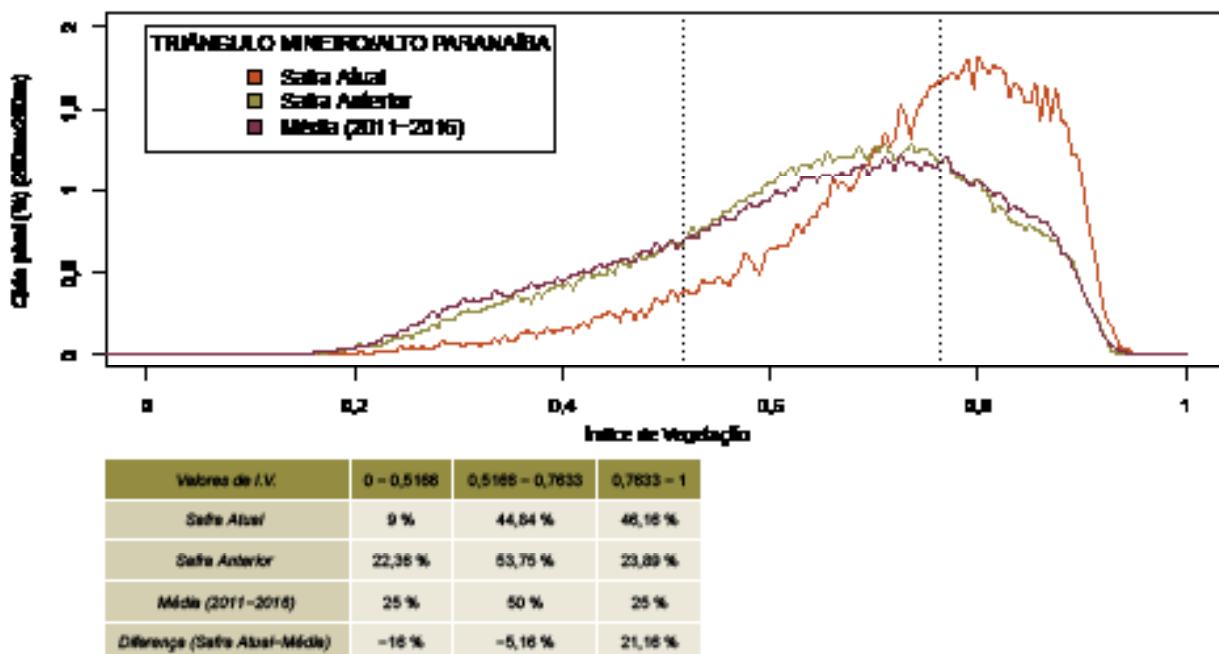 2
1,5
1
0,5
0
TRIÂNGULO MINEIRO/ALTO PARANAÍBA
Safra Atual
Safra Anterior
Média (2011−2016)
0 0,2 0,4 0,6 0,8 1
Índice de Vegetação
Valores de I.V. 0 − 0,5166 0,5166 − 0,7633 0,7633 − 1
Safra Atual 9 % 44,84 % 46,16 %
Safra Anterior 22,36 % 53,75 % 23,89 %
Média (2011−2016) 25 % 50 % 25 %
Diferença (Safra Atual−Média) −16 % −5,16 % 21,16 %